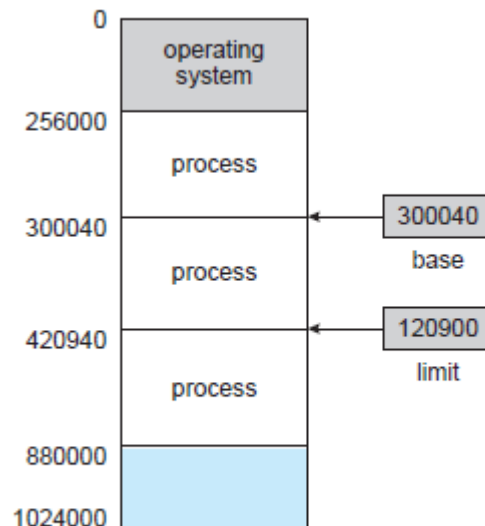 0
operating
system
256000
process
300040
300040
base
process
420940
120900
limit
process
880000
1024000